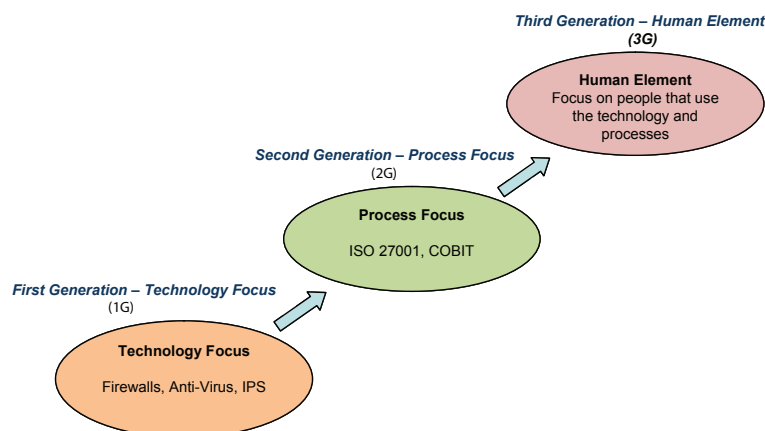 Third Generation – Human Element
(3G)
Human Element
Focus on people that use
the technology and
processes
Second Generation – Process Focus
(2G)
Process Focus
ISO 27001, COBIT
First Generation – Technology Focus
(1G)
Technology Focus
Firewalls, Anti-Virus, IPS